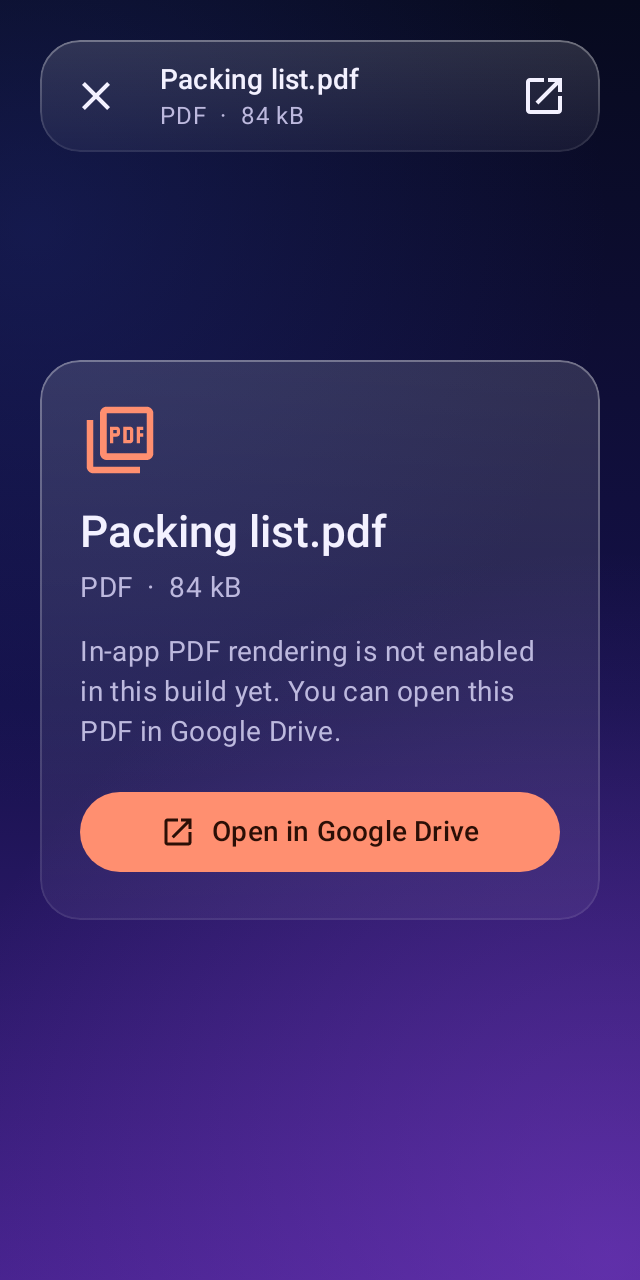 Packing list.pdf
PDF · 84 kB
PDF
Packing list.pdf
PDF · 84 kB
In-app PDF rendering is not enabled
in this build yet. You can open this
PDF in Google Drive.
Open in Google Drive